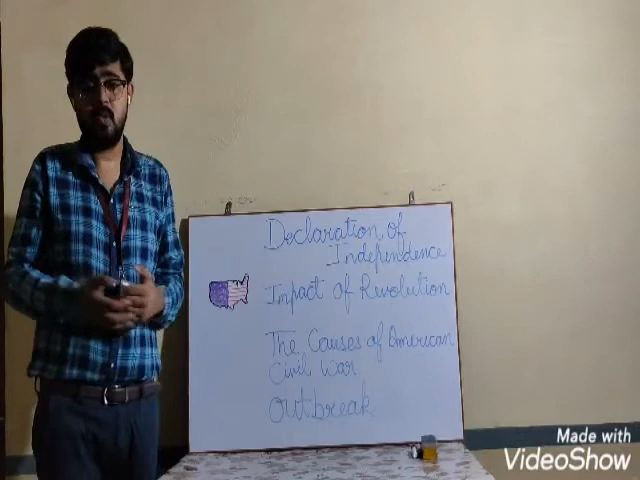 Declaration of
Independence
Impact of Revolution
The Causes of American
Civil War
Outbreak
Made with
VideoShow